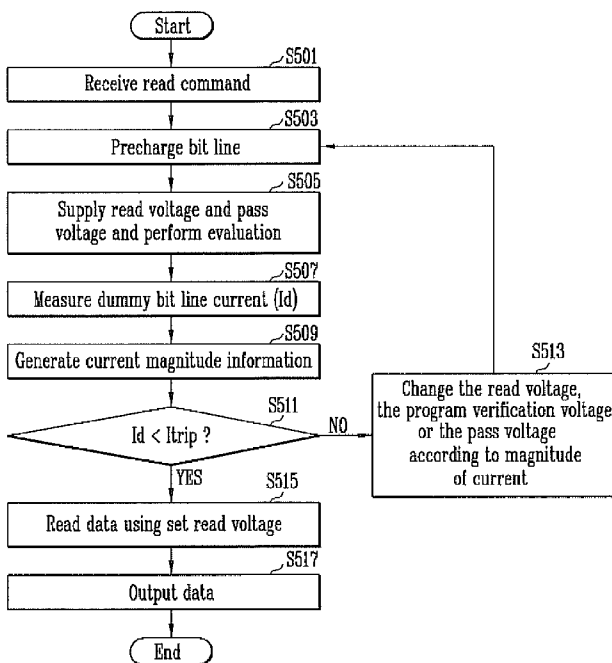 Start
S501
Receive read command
S503
Precharge bit line
S505
Supply read voltage and pass
voltage and perform evaluation
S507
Measure dummy bit line current (Id)
S509
Generate current magnitude information
S511
Id < Itrip ?
NO
S513
Change the read voltage,
the program verification voltage
or the pass voltage
according to magnitude
of current
YES
S515
Read data using set read voltage
S517
Output data
End